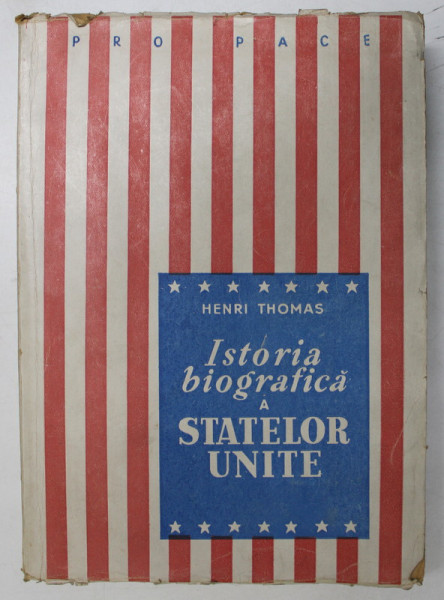 PRO PACE
HENRI THOMAS
Istoria
biografică
A
STATELOR
UNITE